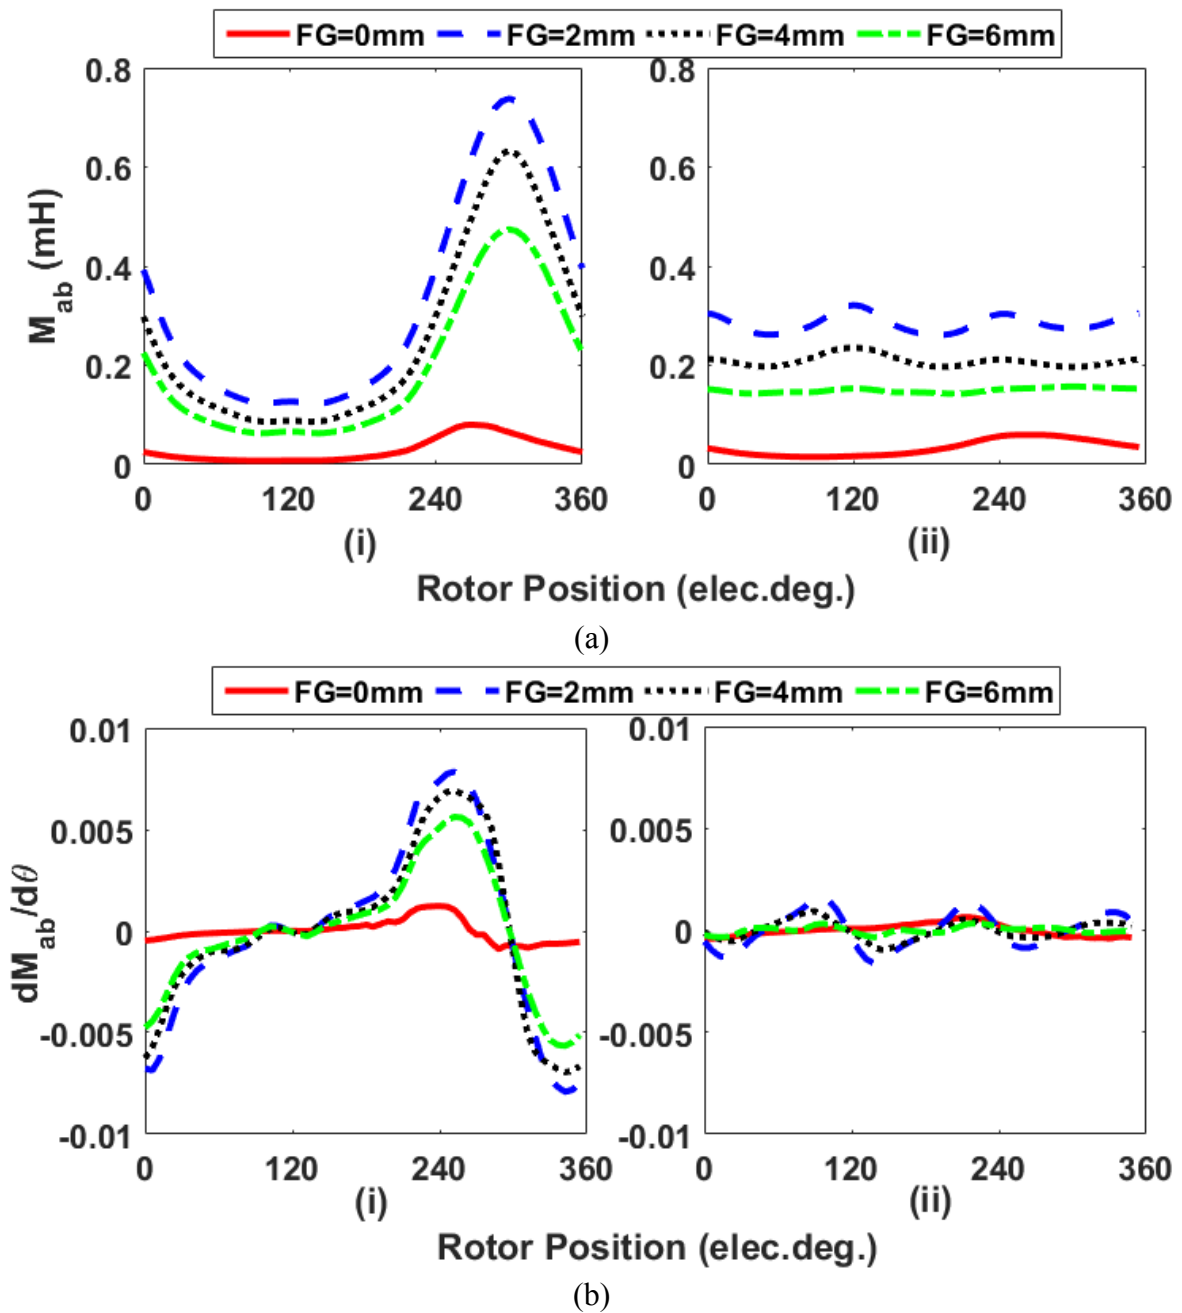 FG=0mm FG=2mm FG=4mm FG=6mm
0.8 0.8
0.6 0.6
0.4 0.4
0.2 0.2
0 0
M_ab (mH)
0 120 240 360 0 120 240 360
(i) (ii)
Rotor Position (elec.deg.)
(a)
FG=0mm FG=2mm FG=4mm FG=6mm
0.01 0.01
0.005 0.005
0 0
-0.005 -0.005
-0.01 -0.01
dM_ab/dθ
0 120 240 360 0 120 240 360
(i) (ii)
Rotor Position (elec.deg.)
(b)